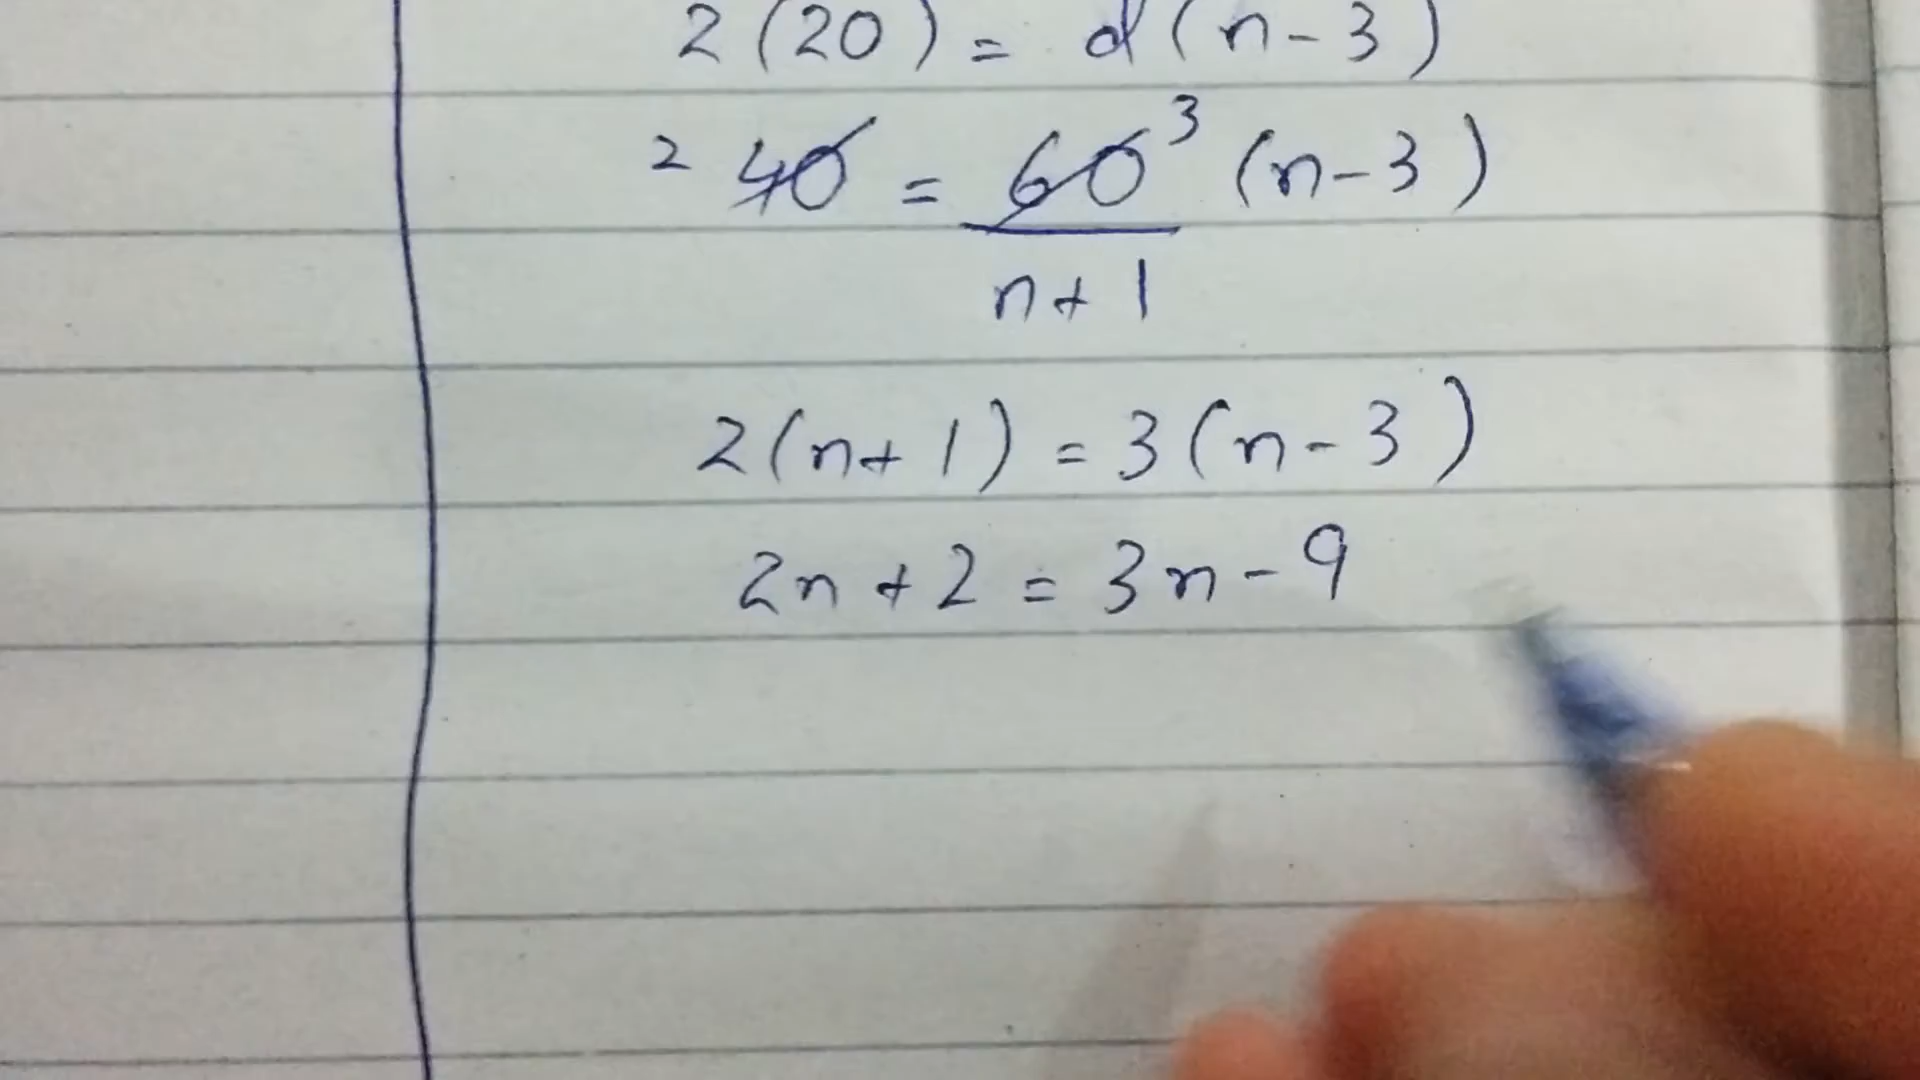 2(20) = d(n-3)
2 40 = 60 3 (n-3)
n+1
2(n+1) = 3(n-3)
2n+2 = 3n-9